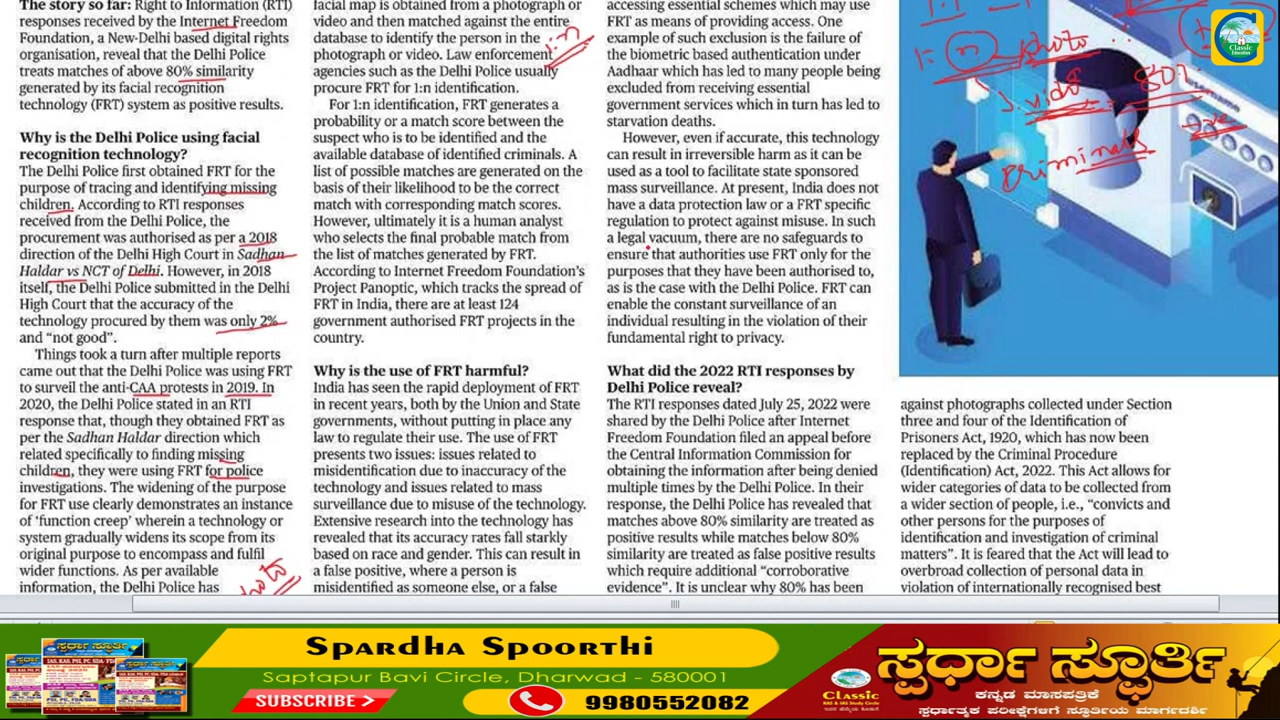 The story so far: Right to Information (RTI)
responses received by the Internet Freedom
Foundation, a New-Delhi based digital rights
organisation, reveal that the Delhi Police
treats matches of above 80% similarity
generated by its facial recognition
technology (FRT) system as positive results.
Why is the Delhi Police using facial
recognition technology?
The Delhi Police first obtained FRT for the
purpose of tracing and identifying missing
children. According to RTI responses
received from the Delhi Police, the
procurement was authorised as per a 2018
direction of the Delhi High Court in Sadhan
Haldar vs NCT of Delhi. However, in 2018
itself, the Delhi Police submitted in the Delhi
High Court that the accuracy of the
technology procured by them was only 2%
and “not good”.
Things took a turn after multiple reports
came out that the Delhi Police was using FRT
to surveil the anti-CAA protests in 2019. In
2020, the Delhi Police stated in an RTI
response that, though they obtained FRT as
per the Sadhan Haldar direction which
related specifically to finding missing
children, they were using FRT for police
investigations. The widening of the purpose
for FRT use clearly demonstrates an instance
of ‘function creep’ wherein a technology or
system gradually widens its scope from its
original purpose to encompass and fulfil
wider functions. As per available
information, the Delhi Police has
facial map is obtained from a photograph or
video and then matched against the entire
database to identify the person in the
photograph or video. Law enforcement
agencies such as the Delhi Police usually
procure FRT for 1:n identification.
For 1:n identification, FRT generates a
probability or a match score between the
suspect who is to be identified and the
available database of identified criminals. A
list of possible matches are generated on the
basis of their likelihood to be the correct
match with corresponding match scores.
However, ultimately it is a human analyst
who selects the final probable match from
the list of matches generated by FRT.
According to Internet Freedom Foundation’s
Project Panoptic, which tracks the spread of
FRT in India, there are at least 124
government authorised FRT projects in the
country.
Why is the use of FRT harmful?
India has seen the rapid deployment of FRT
in recent years, both by the Union and State
governments, without putting in place any
law to regulate their use. The use of FRT
presents two issues: issues related to
misidentification due to inaccuracy of the
technology and issues related to mass
surveillance due to misuse of the technology.
Extensive research into the technology has
revealed that its accuracy rates fall starkly
based on race and gender. This can result in
a false positive, where a person is
misidentified as someone else, or a false
accessing essential schemes which may use
FRT as means of providing access. One
example of such exclusion is the failure of
the biometric based authentication under
Aadhaar which has led to many people being
excluded from receiving essential
government services which in turn has led to
starvation deaths.
However, even if accurate, this technology
can result in irreversible harm as it can be
used as a tool to facilitate state sponsored
mass surveillance. At present, India does not
have a data protection law or a FRT specific
regulation to protect against misuse. In such
a legal vacuum, there are no safeguards to
ensure that authorities use FRT only for the
purposes that they have been authorised to,
as is the case with the Delhi Police. FRT can
enable the constant surveillance of an
individual resulting in the violation of their
fundamental right to privacy.
What did the 2022 RTI responses by
Delhi Police reveal?
The RTI responses dated July 25, 2022 were
shared by the Delhi Police after Internet
Freedom Foundation filed an appeal before
the Central Information Commission for
obtaining the information after being denied
multiple times by the Delhi Police. In their
response, the Delhi Police has revealed that
matches above 80% similarity are treated as
positive results while matches below 80%
similarity are treated as false positive results
which require additional “corroborative
evidence”. It is unclear why 80% has been
against photographs collected under Section
three and four of the Identification of
Prisoners Act, 1920, which has now been
replaced by the Criminal Procedure
(Identification) Act, 2022. This Act allows for
wider categories of data to be collected from
a wider section of people, i.e., “convicts and
other persons for the purposes of
identification and investigation of criminal
matters”. It is feared that the Act will lead to
overbroad collection of personal data in
violation of internationally recognised best
1:n
1:n photo
video 80%
+ve
criminals
Classic
Education
Spardha Spoorthi
Saptapur Bavi Circle, Dharwad - 580001
SUBSCRIBE >
9980552082
Classic
ಸ್ಪರ್ಧಾ ಸ್ಫೂರ್ತಿ
ಕನ್ನಡ ಮಾಸಪತ್ರಿಕೆ
ಸ್ಪರ್ಧಾತ್ಮಕ ಪರೀಕ್ಷೆಗಳಿಗೆ ಸ್ಫೂರ್ತಿಯ ಮಾರ್ಗದರ್ಶಿ